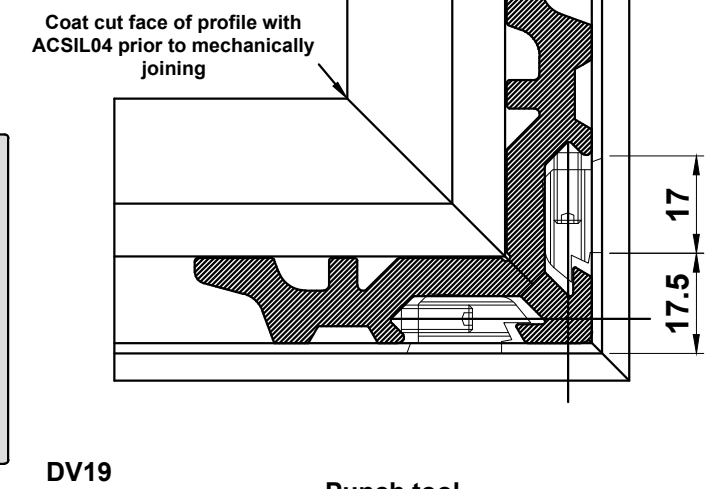 Coat cut face of profile with
ACSIL04 prior to mechanically
joining
17
17.5
DV19
Punch tool